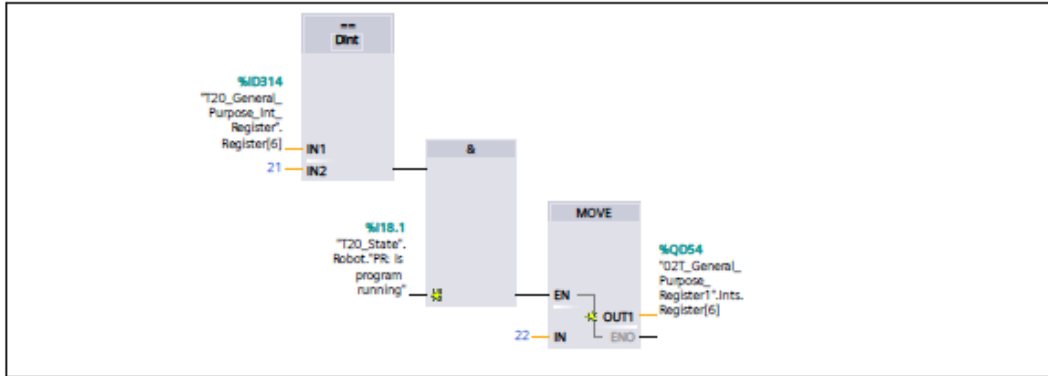 ==
Dint
%ID314
"T20_General_
Purpose_Int_
Register".
Register[6]
IN1
21
IN2
&
%I18.1
"T20_State".
Robot."PR: Is
program
running"
MOVE
EN
22
IN
OUT1
ENO
%QD54
"02T_General_
Purpose_
Register1".Ints.
Register[6]